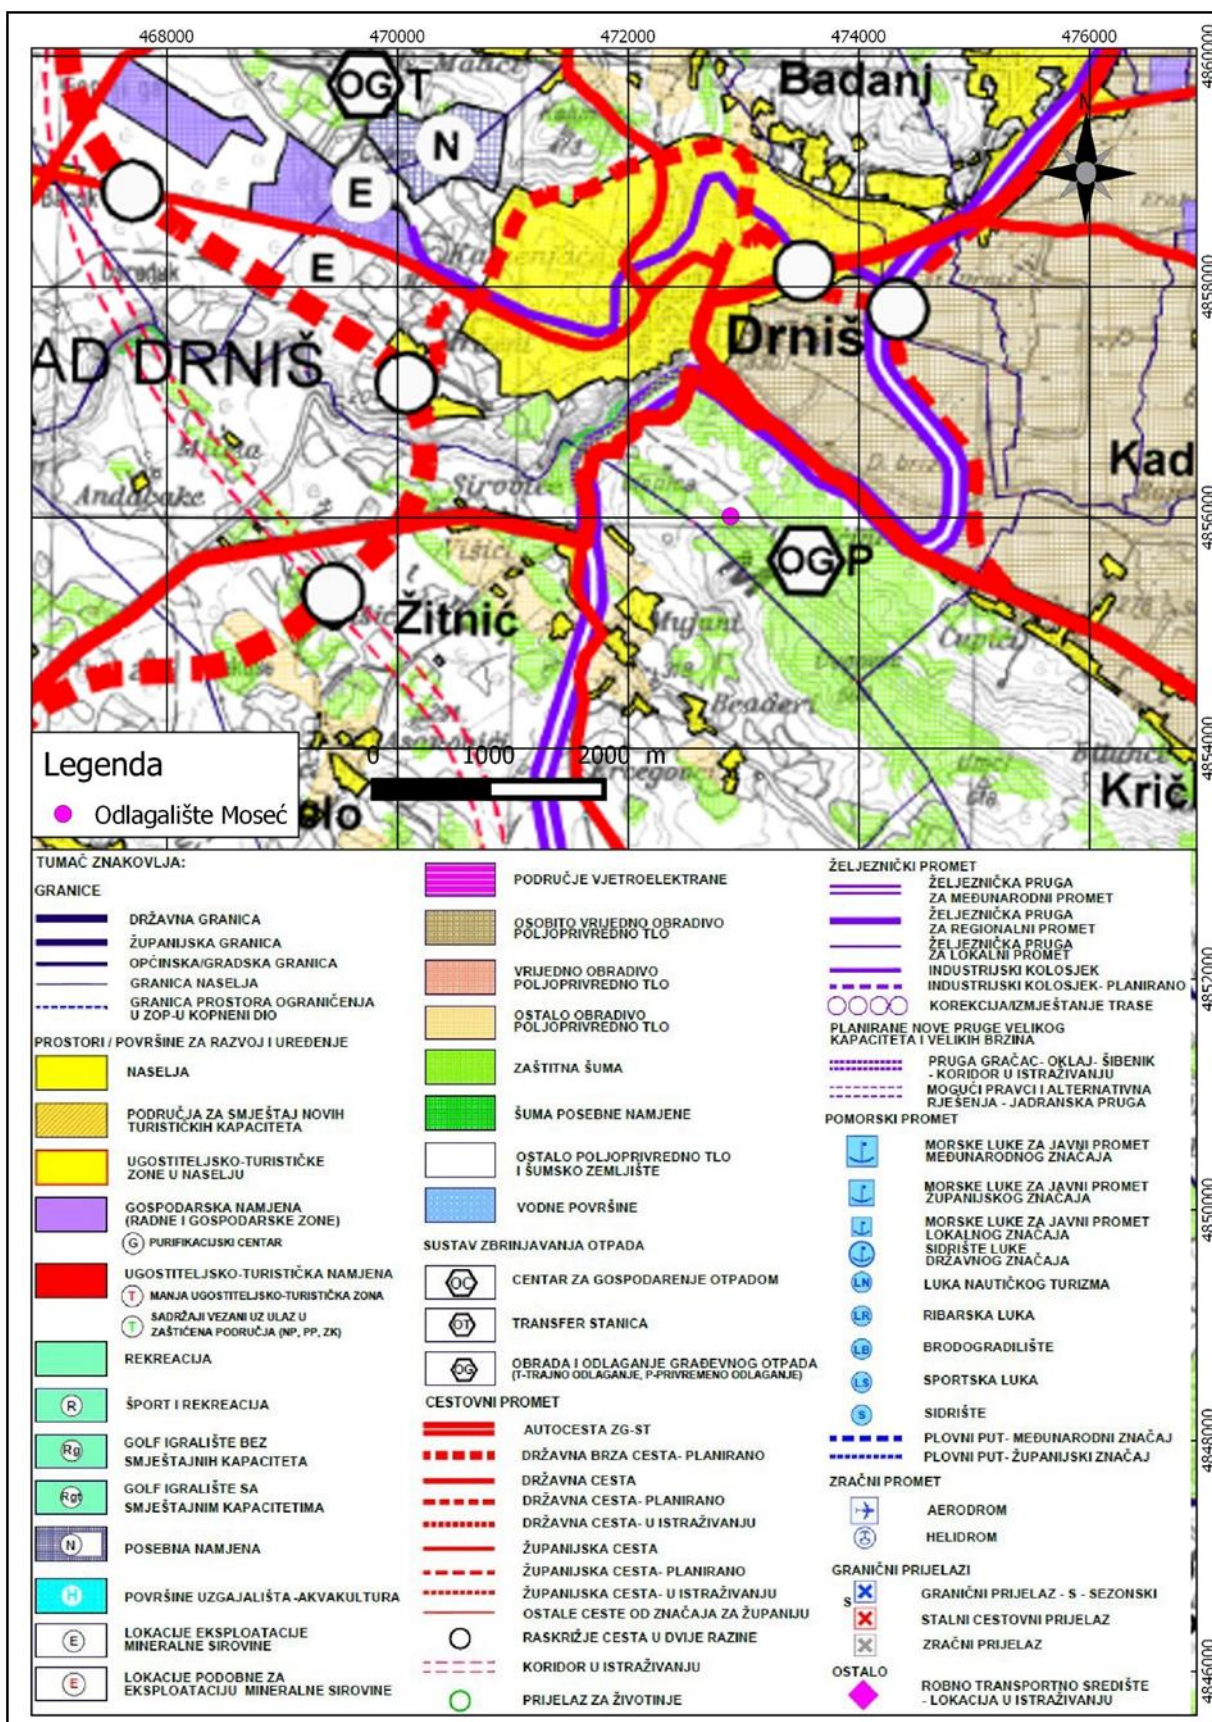 468000 470000 472000 474000 476000
4860000
4858000
4856000
4854000
4852000
4850000
4848000
4846000
N
OG T
N
E
E
Badanj
AD DRNIŠ
Drniš
Kad
Andabake
Sirovice
OG P
Žitnić
Mujani
Beaderi
Krič
0 1000 2000 m
Legenda
Odlagalište Moseć
TUMAČ ZNAKOVLJA:
GRANICE
DRŽAVNA GRANICA
ŽUPANIJSKA GRANICA
OPĆINSKA/GRADSKA GRANICA
GRANICA NASELJA
GRANICA PROSTORA OGRANIČENJA
U ZOP-U KOPNENI DIO
PROSTORI / POVRŠINE ZA RAZVOJ I UREĐENJE
NASELJA
PODRUČJA ZA SMJEŠTAJ NOVIH
TURISTIČKIH KAPACITETA
UGOSTITELJSKO-TURISTIČKE
ZONE U NASELJU
GOSPODARSKA NAMJENA
(RADNE I GOSPODARSKE ZONE)
G PURIFIKACIJSKI CENTAR
UGOSTITELJSKO-TURISTIČKA NAMJENA
T MANJA UGOSTITELJSKO-TURISTIČKA ZONA
T SADRŽAJI VEZANI UZ ULAZ U
ZAŠTIĆENA PODRUČJA (NP, PP, ZK)
REKREACIJA
R ŠPORT I REKREACIJA
Rg GOLF IGRALIŠTE BEZ
SMJEŠTAJNIH KAPACITETA
Rgt GOLF IGRALIŠTE SA
SMJEŠTAJNIM KAPACITETIMA
N POSEBNA NAMJENA
H POVRŠINE UZGAJALIŠTA -AKVAKULTURA
E LOKACIJE EKSPLOATACIJE
MINERALNE SIROVINE
E LOKACIJE PODOBNE ZA
EKSPLOATACIJU MINERALNE SIROVINE
PODRUČJE VJETROELEKTRANE
OSOBITO VRIJEDNO OBRADIVO
POLJOPRIVREDNO TLO
VRIJEDNO OBRADIVO
POLJOPRIVREDNO TLO
OSTALO OBRADIVO
POLJOPRIVREDNO TLO
ZAŠTITNA ŠUMA
ŠUMA POSEBNE NAMJENE
OSTALO POLJOPRIVREDNO TLO
I ŠUMSKO ZEMLJIŠTE
VODNE POVRŠINE
SUSTAV ZBRINJAVANJA OTPADA
OC CENTAR ZA GOSPODARENJE OTPADOM
OT TRANSFER STANICA
OG OBRADA I ODLAGANJE GRAĐEVNOG OTPADA
(T-TRAJNO ODLAGANJE, P-PRIVREMENO ODLAGANJE)
CESTOVNI PROMET
AUTOCESTA ZG-ST
DRŽAVNA BRZA CESTA- PLANIRANO
DRŽAVNA CESTA
DRŽAVNA CESTA- PLANIRANO
DRŽAVNA CESTA- U ISTRAŽIVANJU
ŽUPANIJSKA CESTA
ŽUPANIJSKA CESTA- PLANIRANO
ŽUPANIJSKA CESTA- U ISTRAŽIVANJU
OSTALE CESTE OD ZNAČAJA ZA ŽUPANIJU
RASKRIŽJE CESTA U DVIJE RAZINE
KORIDOR U ISTRAŽIVANJU
PRIJELAZ ZA ŽIVOTINJE
ŽELJEZNIČKI PROMET
ŽELJEZNIČKA PRUGA
ZA MEĐUNARODNI PROMET
ŽELJEZNIČKA PRUGA
ZA REGIONALNI PROMET
ŽELJEZNIČKA PRUGA
ZA LOKALNI PROMET
INDUSTRIJSKI KOLOSJEK
INDUSTRIJSKI KOLOSJEK- PLANIRANO
KOREKCIJA/IZMJEŠTANJE TRASE
PLANIRANE NOVE PRUGE VELIKOG
KAPACITETA I VELIKIH BRZINA
PRUGA GRAČAC- OKLAJ- ŠIBENIK
- KORIDOR U ISTRAŽIVANJU
MOGUĆI PRAVCI I ALTERNATIVNA
RJEŠENJA - JADRANSKA PRUGA
POMORSKI PROMET
MORSKE LUKE ZA JAVNI PROMET
MEĐUNARODNOG ZNAČAJA
MORSKE LUKE ZA JAVNI PROMET
ŽUPANIJSKOG ZNAČAJA
MORSKE LUKE ZA JAVNI PROMET
LOKALNOG ZNAČAJA
SIDRIŠTE LUKE
DRŽAVNOG ZNAČAJA
LN LUKA NAUTIČKOG TURIZMA
LR RIBARSKA LUKA
LB BRODOGRADILIŠTE
LS SPORTSKA LUKA
S SIDRIŠTE
PLOVNI PUT- MEĐUNARODNI ZNAČAJ
PLOVNI PUT- ŽUPANIJSKI ZNAČAJ
ZRAČNI PROMET
AERODROM
HELIDROM
GRANIČNI PRIJELAZI
S GRANIČNI PRIJELAZ - S - SEZONSKI
STALNI CESTOVNI PRIJELAZ
ZRAČNI PRIJELAZ
OSTALO
ROBNO TRANSPORTNO SREDIŠTE
- LOKACIJA U ISTRAŽIVANJU